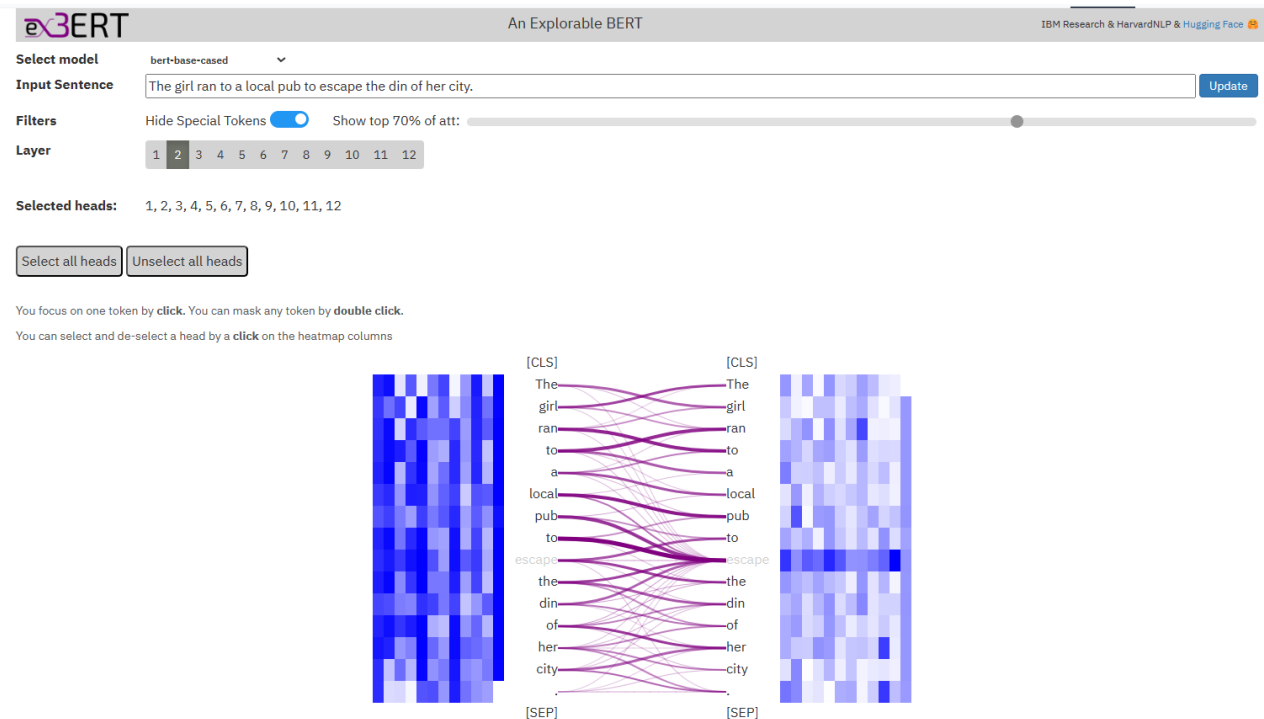 exBERT
An Explorable BERT
IBM Research & HarvardNLP & Hugging Face 🤗
Select model bert-base-cased
Input Sentence The girl ran to a local pub to escape the din of her city. Update
Filters Hide Special Tokens Show top 70% of att:
Layer 1 2 3 4 5 6 7 8 9 10 11 12
Selected heads: 1, 2, 3, 4, 5, 6, 7, 8, 9, 10, 11, 12
Select all heads Unselect all heads
You focus on one token by click. You can mask any token by double click.
You can select and de-select a head by a click on the heatmap columns
[CLS] [CLS]
The The
girl girl
ran ran
to to
a a
local local
pub pub
to to
escape escape
the the
din din
of of
her her
city city
. .
[SEP] [SEP]